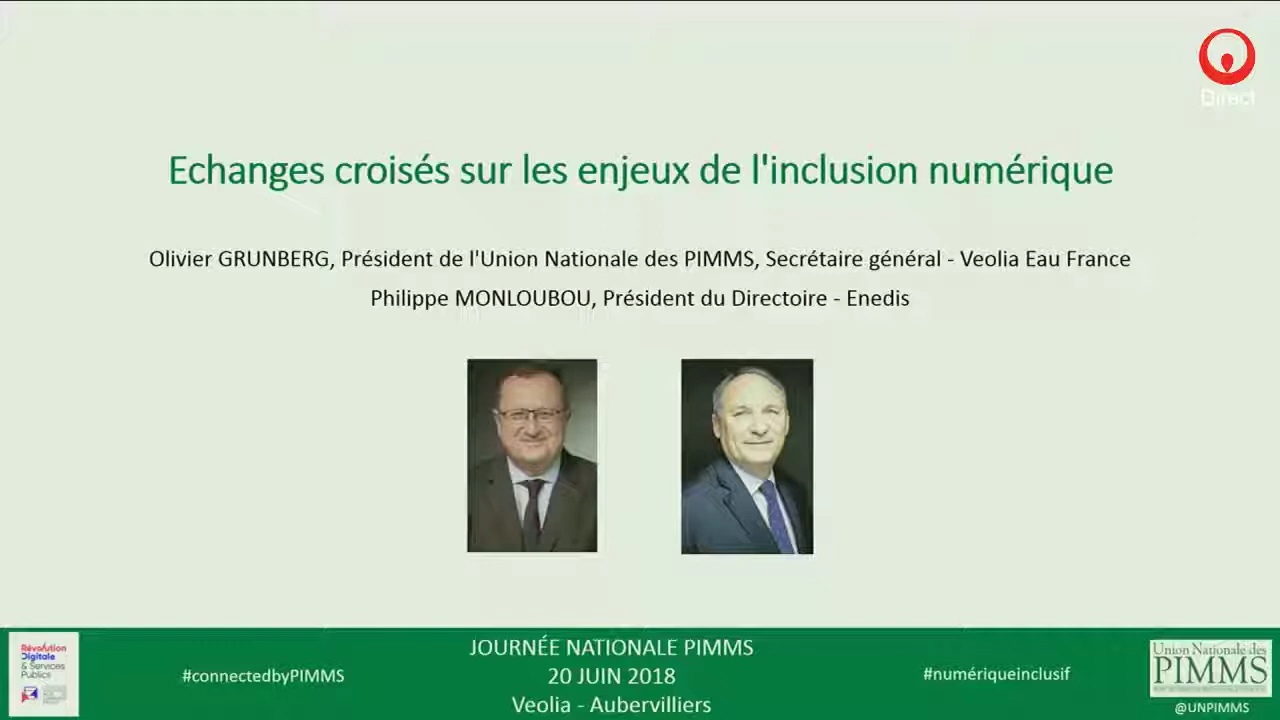 Direct
Echanges croisés sur les enjeux de l'inclusion numérique
Olivier GRUNBERG, Président de l'Union Nationale des PIMMS, Secrétaire général - Veolia Eau France
Philippe MONLOUBOU, Président du Directoire - Enedis
Révolution
Digitale
& Services
Publics
#connectedbyPIMMS
JOURNÉE NATIONALE PIMMS
20 JUIN 2018
Veolia - Aubervilliers
#numériqueinclusif
Union Nationale des
PIMMS
@UNPIMMS